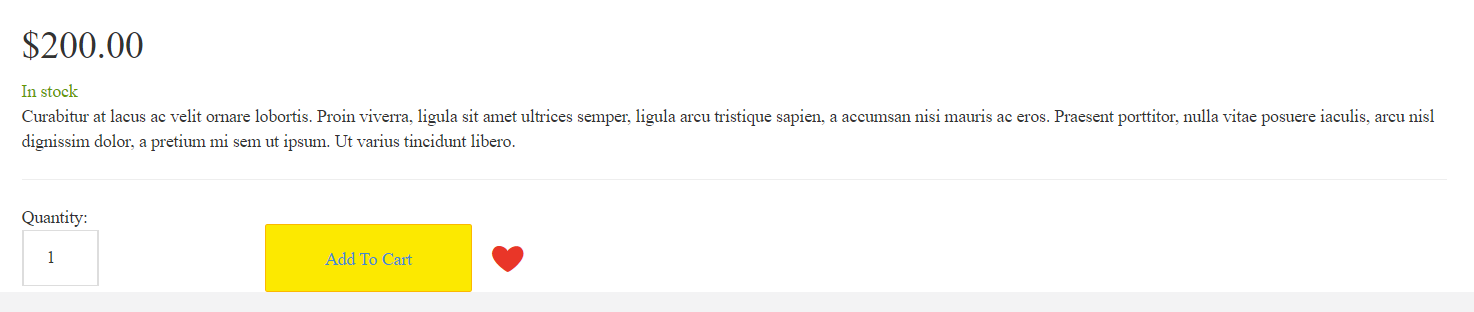 $200.00
In stock
Curabitur at lacus ac velit ornare lobortis. Proin viverra, ligula sit amet ultrices semper, ligula arcu tristique sapien, a accumsan nisi mauris ac eros. Praesent porttitor, nulla vitae posuere iaculis, arcu nisl
dignissim dolor, a pretium mi sem ut ipsum. Ut varius tincidunt libero.
Quantity:
1
Add To Cart